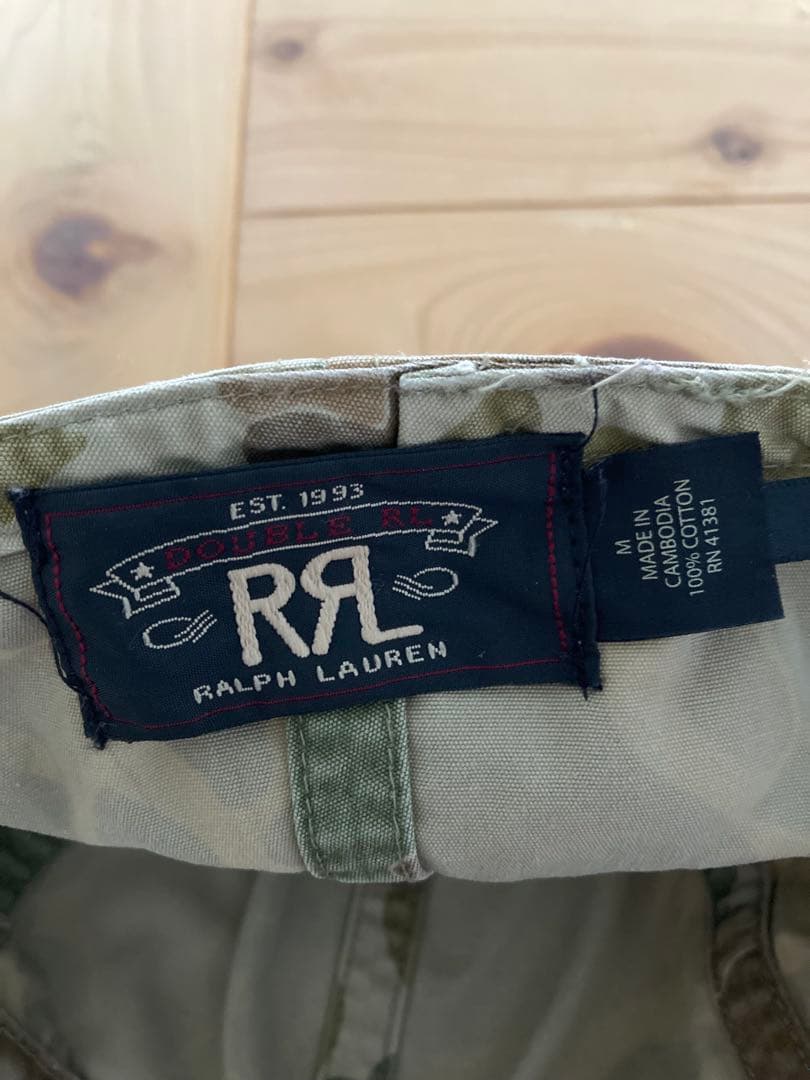 EST. 1993
DOUBLE RL
RRL
RALPH LAUREN
M
MADE IN
CAMBODIA
100% COTTON
RN 41381